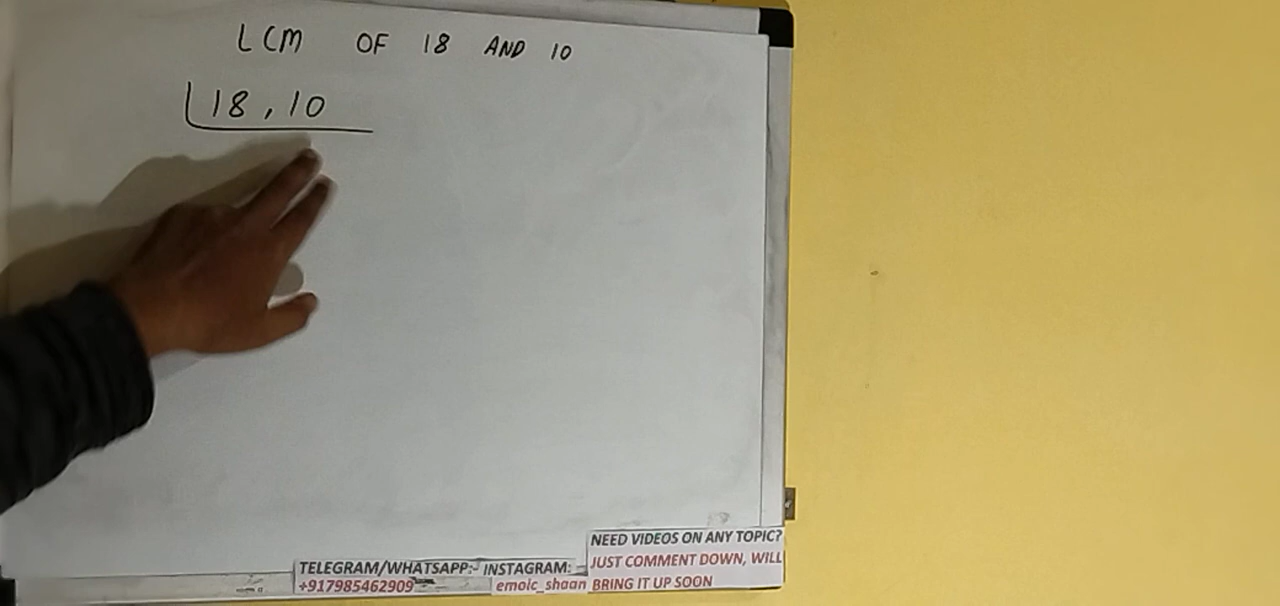 LCM OF 18 AND 10
18, 10
NEED VIDEOS ON ANY TOPIC?
JUST COMMENT DOWN, WILL
BRING IT UP SOON
TELEGRAM/WHATSAPP:- INSTAGRAM:
+917985462909 emoic_shaan